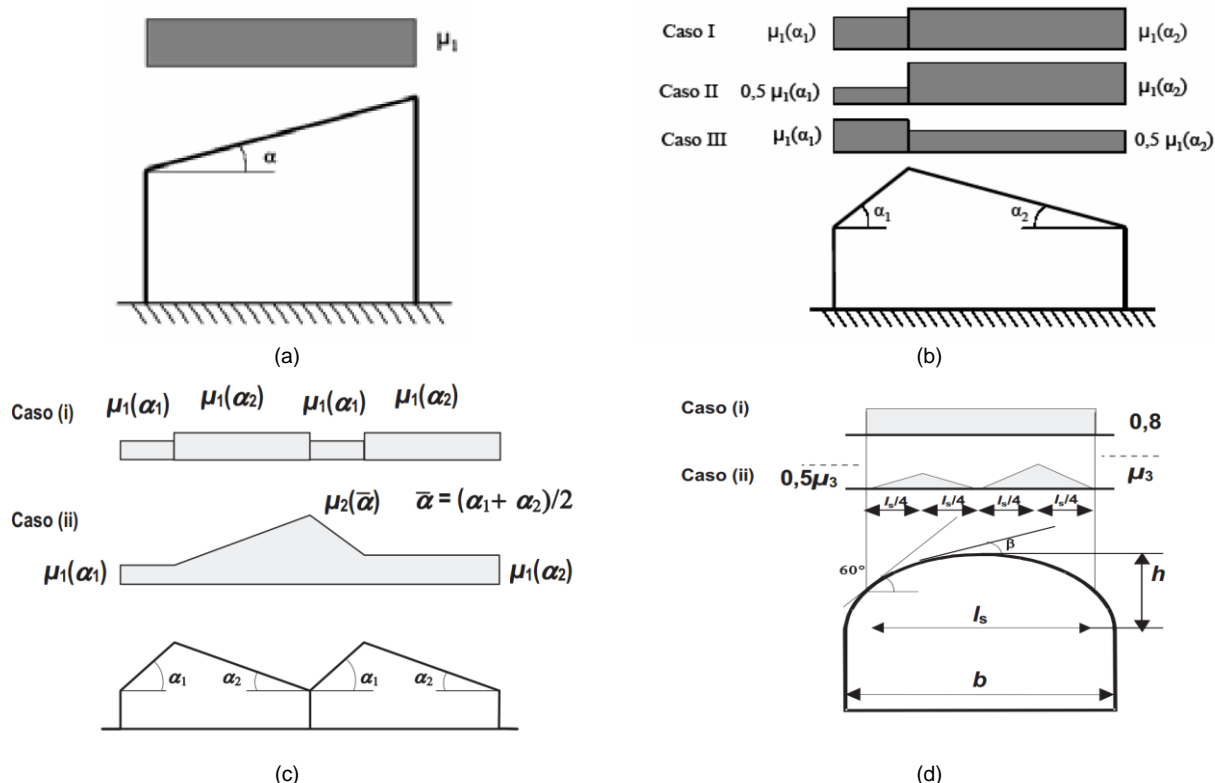 μ₁
α
(a)
Caso I μ₁(α₁) μ₁(α₂)
Caso II 0,5 μ₁(α₁) μ₁(α₂)
Caso III μ₁(α₁) 0,5 μ₁(α₂)
α₁ α₂
(b)
Caso (i) μ₁(α₁) μ₁(α₂) μ₁(α₁) μ₁(α₂)
μ₂(ᾱ) ᾱ = (α₁+ α₂)/2
Caso (ii)
μ₁(α₁) μ₁(α₂)
α₁ α₂ α₁ α₂
(c)
Caso (i)
0,8
Caso (ii) 0,5μ₃ μ₃
lₛ/4 lₛ/4 lₛ/4 lₛ/4
β
60° h
lₛ
b
(d)